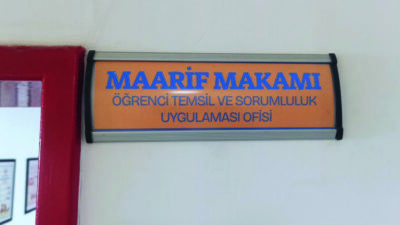 MAARİF MAKAMI
ÖĞRENCİ TEMSİL VE SORUMLULUK
UYGULAMASI OFİSİ